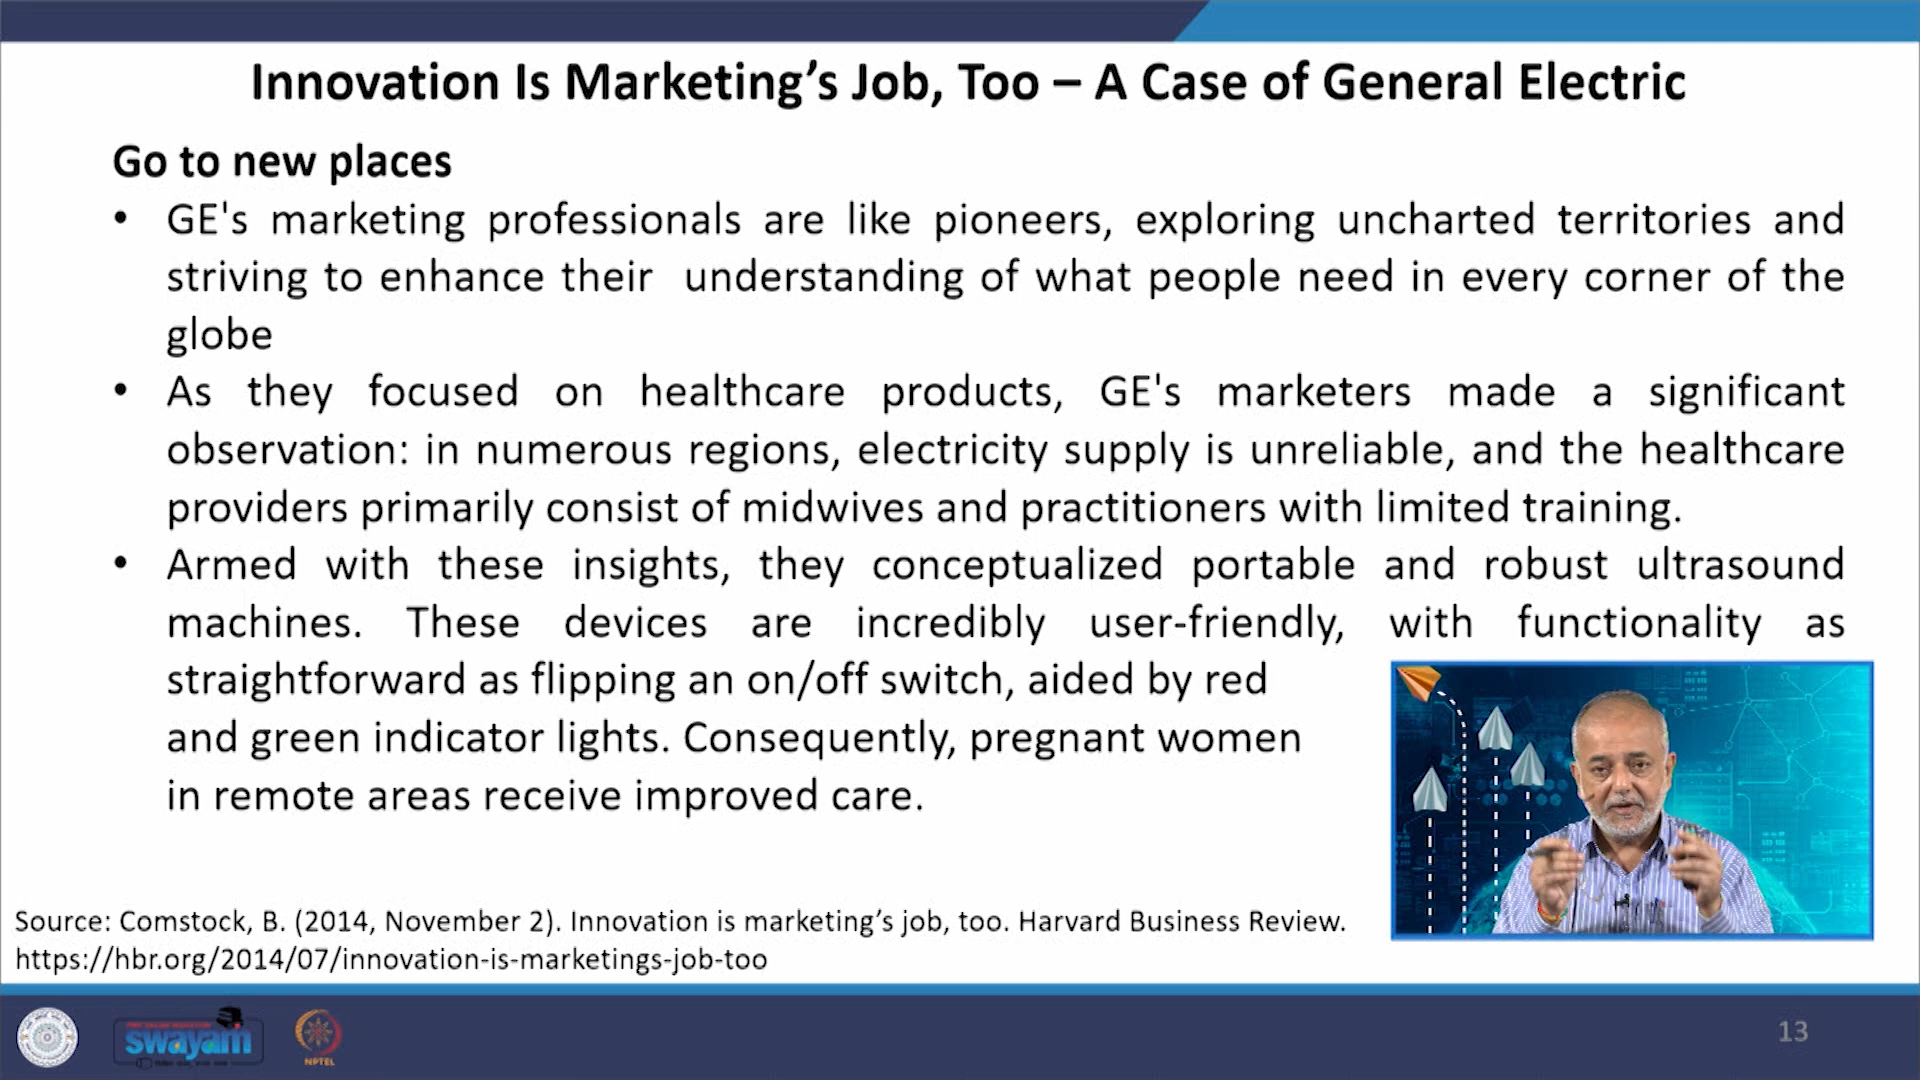 Innovation Is Marketing’s Job, Too – A Case of General Electric
Go to new places
• GE's marketing professionals are like pioneers, exploring uncharted territories and
striving to enhance their understanding of what people need in every corner of the
globe
• As they focused on healthcare products, GE's marketers made a significant
observation: in numerous regions, electricity supply is unreliable, and the healthcare
providers primarily consist of midwives and practitioners with limited training.
• Armed with these insights, they conceptualized portable and robust ultrasound
machines. These devices are incredibly user-friendly, with functionality as
straightforward as flipping an on/off switch, aided by red
and green indicator lights. Consequently, pregnant women
in remote areas receive improved care.
Source: Comstock, B. (2014, November 2). Innovation is marketing’s job, too. Harvard Business Review.
https://hbr.org/2014/07/innovation-is-marketings-job-too
swayam
NPTEL
13